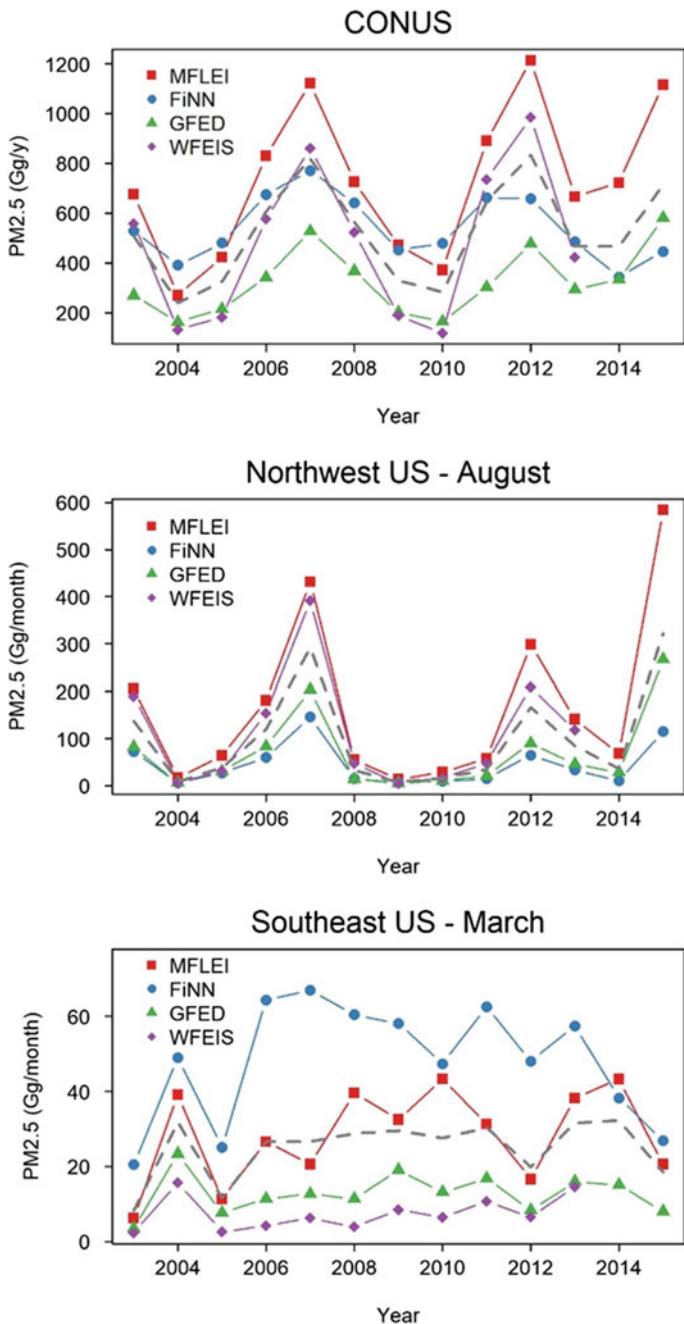 CONUS
PM2.5 (Gg/y)
1200
1000
800
600
400
200
MFLEI
FiNN
GFED
WFEIS
2004 2006 2008 2010 2012 2014
Year
Northwest US - August
PM2.5 (Gg/month)
600
500
400
300
200
100
0
MFLEI
FiNN
GFED
WFEIS
2004 2006 2008 2010 2012 2014
Year
Southeast US - March
PM2.5 (Gg/month)
60
40
20
0
MFLEI
FiNN
GFED
WFEIS
2004 2006 2008 2010 2012 2014
Year